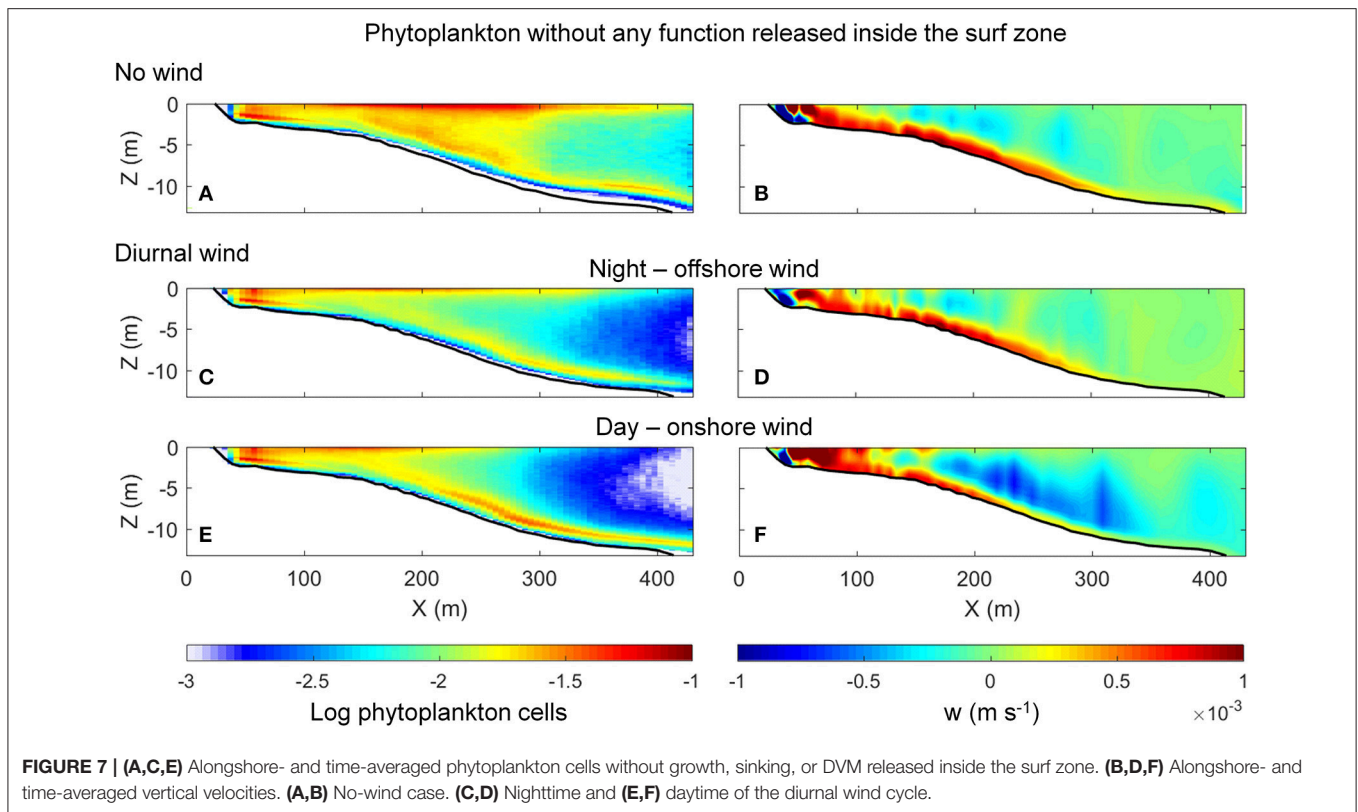 Phytoplankton without any function released inside the surf zone
No wind
0
-5
-10
Z (m)
A
B
Diurnal wind
Night – offshore wind
0
-5
-10
Z (m)
C
D
Day – onshore wind
0
-5
-10
Z (m)
E
F
0 100 200 300 400
X (m)
0 100 200 300 400
X (m)
-3 -2.5 -2 -1.5 -1
Log phytoplankton cells
-1 -0.5 0 0.5 1
w (m s⁻¹)
×10⁻³
FIGURE 7 | (A,C,E) Alongshore- and time-averaged phytoplankton cells without growth, sinking, or DVM released inside the surf zone. (B,D,F) Alongshore- and
time-averaged vertical velocities. (A,B) No-wind case. (C,D) Nighttime and (E,F) daytime of the diurnal wind cycle.